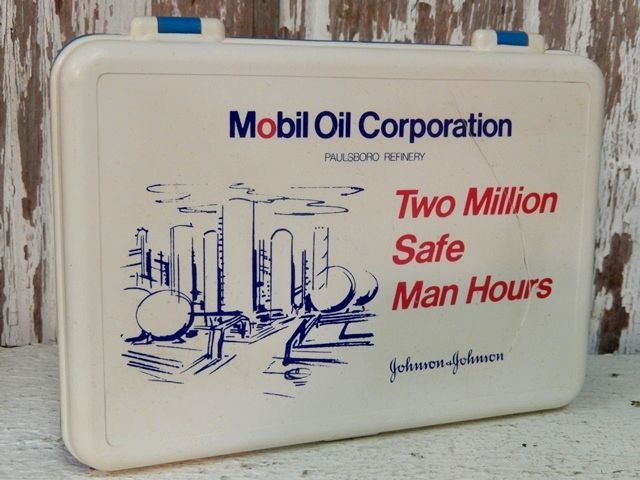 Mobil Oil Corporation
PAULSBORO REFINERY
Two Million
Safe
Man Hours
Johnson & Johnson